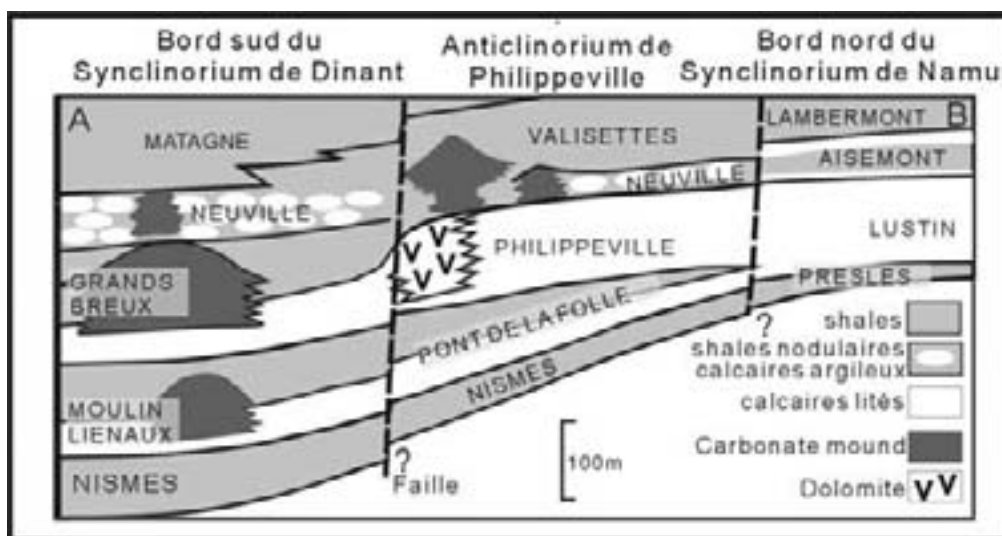 Bord sud du
Synclinorium de Dinant
Anticlinorium de
Philippeville
Bord nord du
Synclinorium de Namu
A
B
MATAGNE
VALISETTES
LAMBERMONT
AISEMONT
NEUVILLE
NEUVILLE
PHILIPPEVILLE
LUSTIN
GRANDS
BREUX
PRESLES
PONT DE LA FOLLE
NISMES
MOULIN
LIENAUX
NISMES
?
Faille
?
100m
shales
shales nodulaires
calcaires argileux
calcaires lités
Carbonate mound
Dolomite
V V
V
V
V
V
V